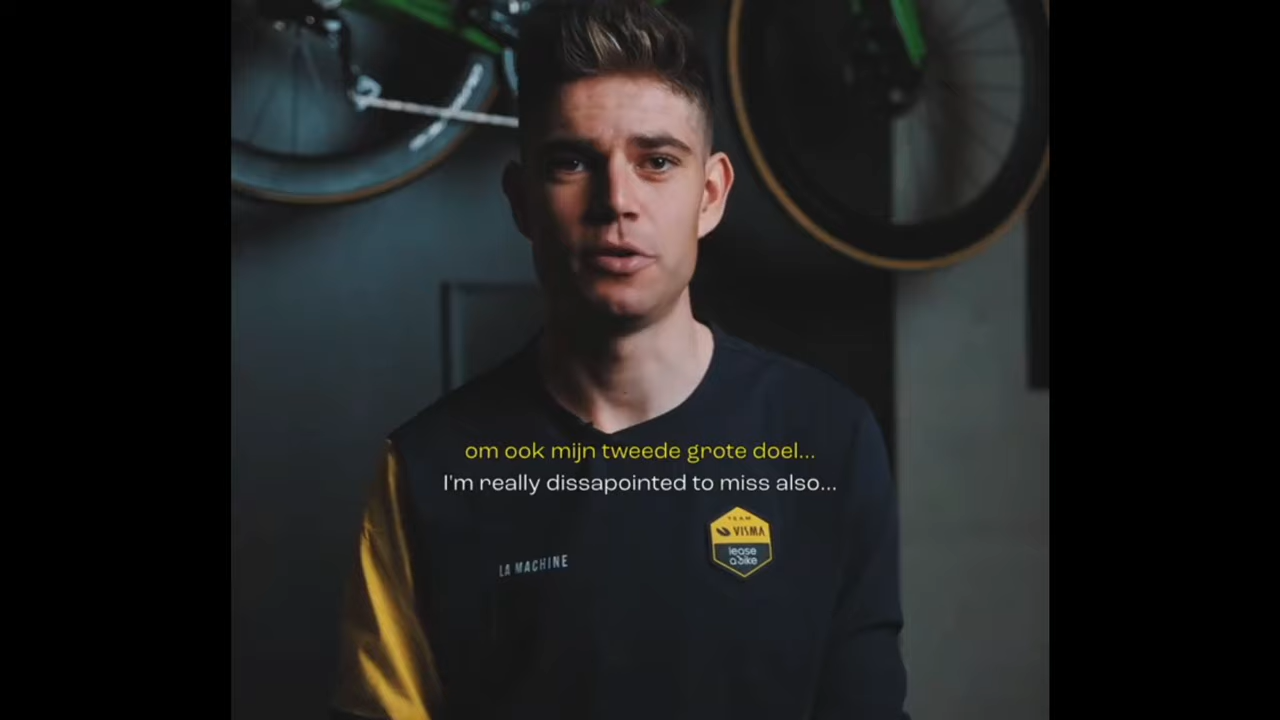 om ook mijn tweede grote doel...
I'm really dissapointed to miss also...
TEAM
VISMA
LA MACHINE
lease
a bike